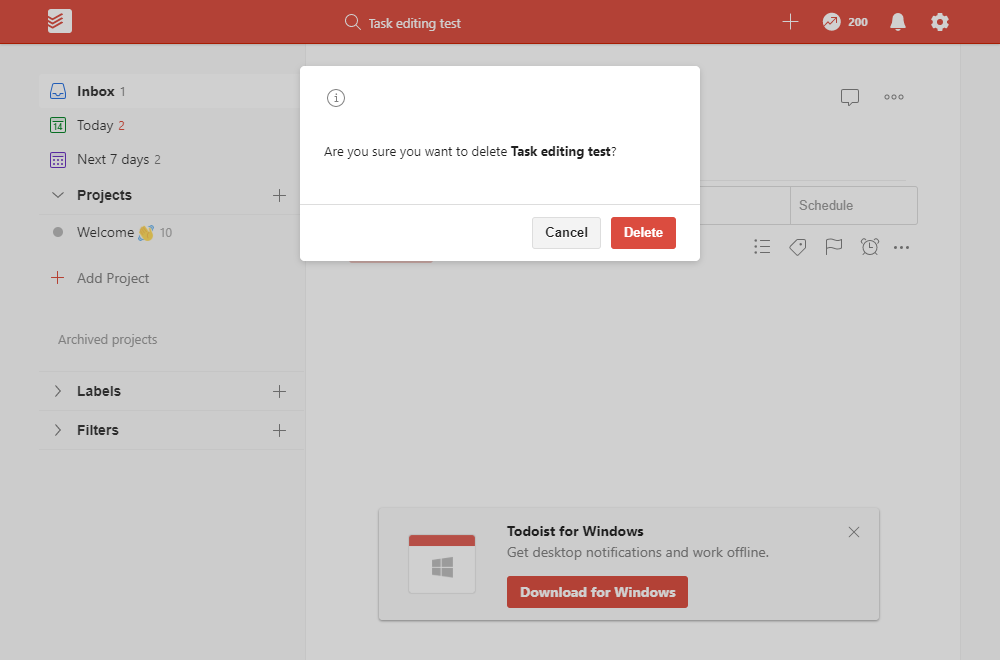 Task editing test
200
Inbox 1
14 Today 2
Next 7 days 2
Projects
Welcome 👋 10
Add Project
Archived projects
Labels
Filters
Are you sure you want to delete Task editing test?
Cancel Delete
Schedule
Todoist for Windows
Get desktop notifications and work offline.
Download for Windows